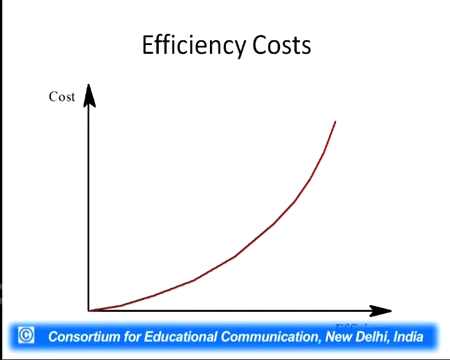 Efficiency Costs
Cost
© Consortium for Educational Communication, New Delhi, India